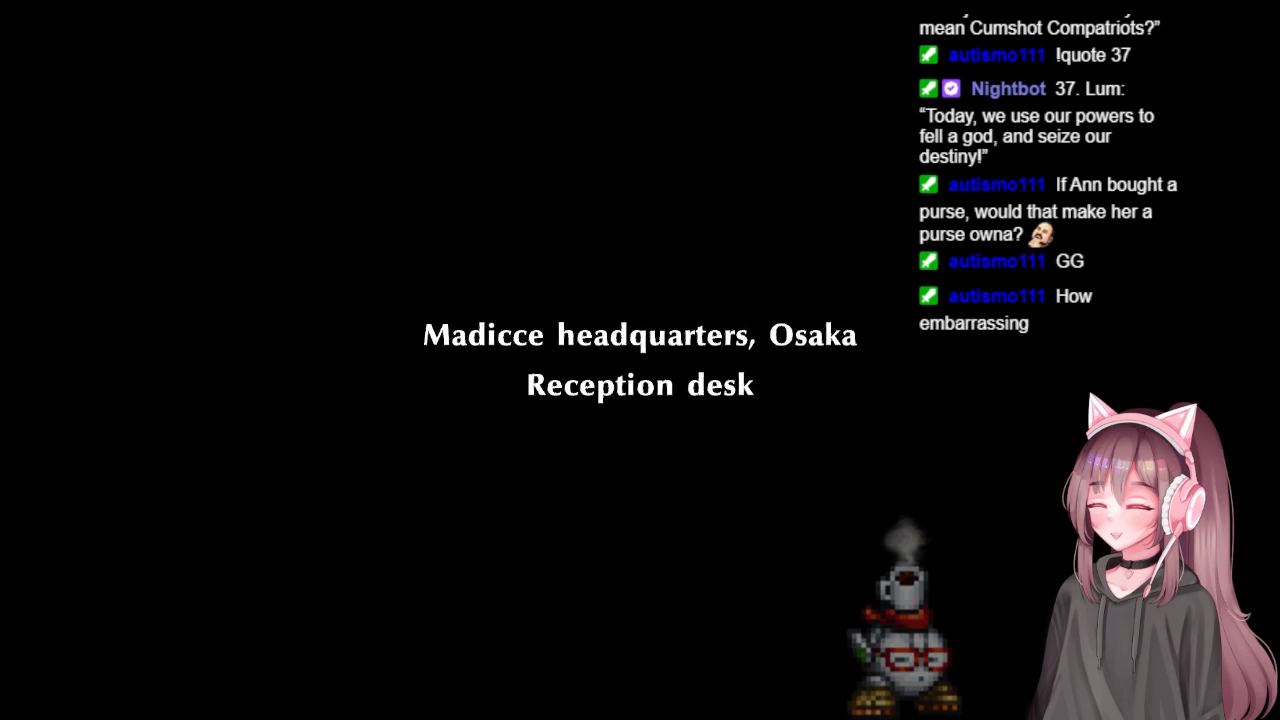 mean Cumshot Compatriots?”
autismo111 !quote 37
Nightbot 37. Lum:
“Today, we use our powers to
fell a god, and seize our
destiny!”
autismo111 If Ann bought a
purse, would that make her a
purse owna?
autismo111 GG
autismo111 How
embarrassing
Madicce headquarters, Osaka
Reception desk